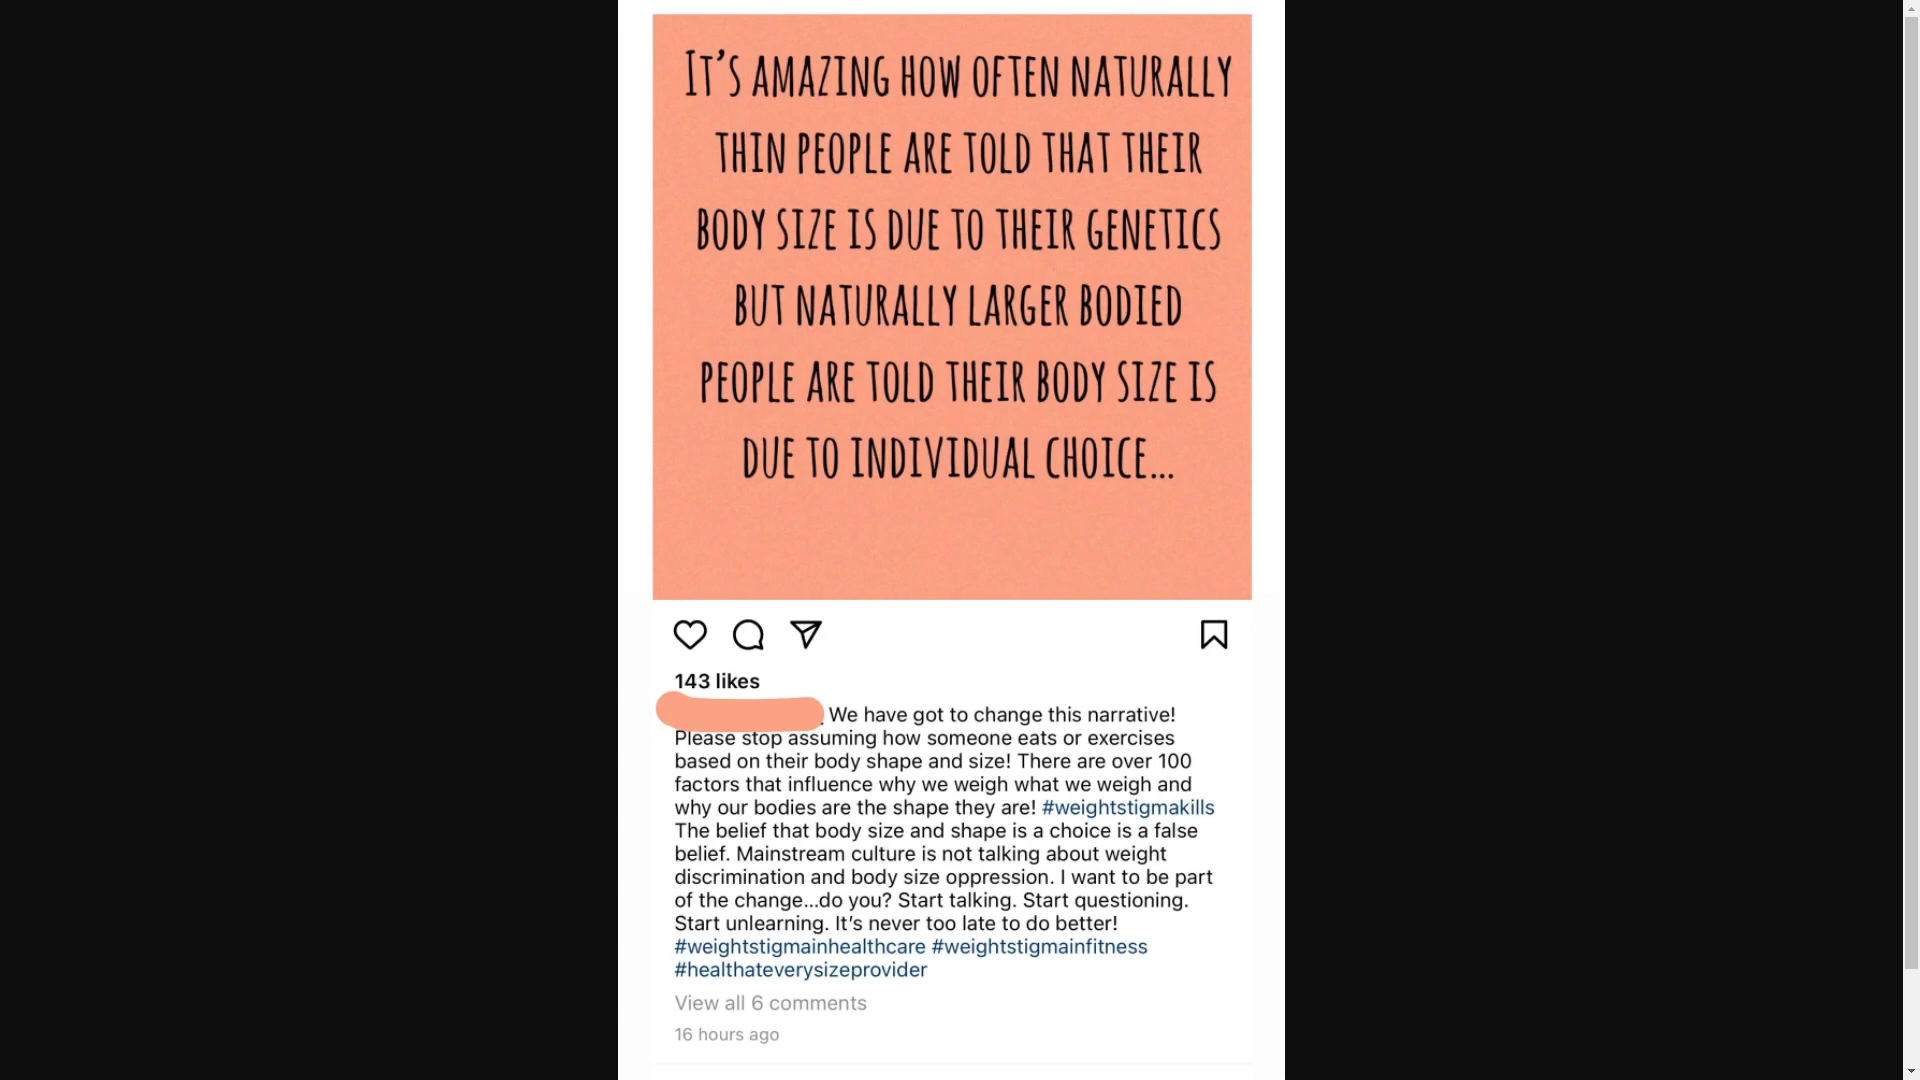 IT'S AMAZING HOW OFTEN NATURALLY
THIN PEOPLE ARE TOLD THAT THEIR
BODY SIZE IS DUE TO THEIR GENETICS
BUT NATURALLY LARGER BODIED
PEOPLE ARE TOLD THEIR BODY SIZE IS
DUE TO INDIVIDUAL CHOICE...
143 likes
We have got to change this narrative!
Please stop assuming how someone eats or exercises
based on their body shape and size! There are over 100
factors that influence why we weigh what we weigh and
why our bodies are the shape they are! #weightstigmakills
The belief that body size and shape is a choice is a false
belief. Mainstream culture is not talking about weight
discrimination and body size oppression. I want to be part
of the change...do you? Start talking. Start questioning.
Start unlearning. It's never too late to do better!
#weightstigmainhealthcare #weightstigmainfitness
#healthateverysizeprovider
View all 6 comments
16 hours ago